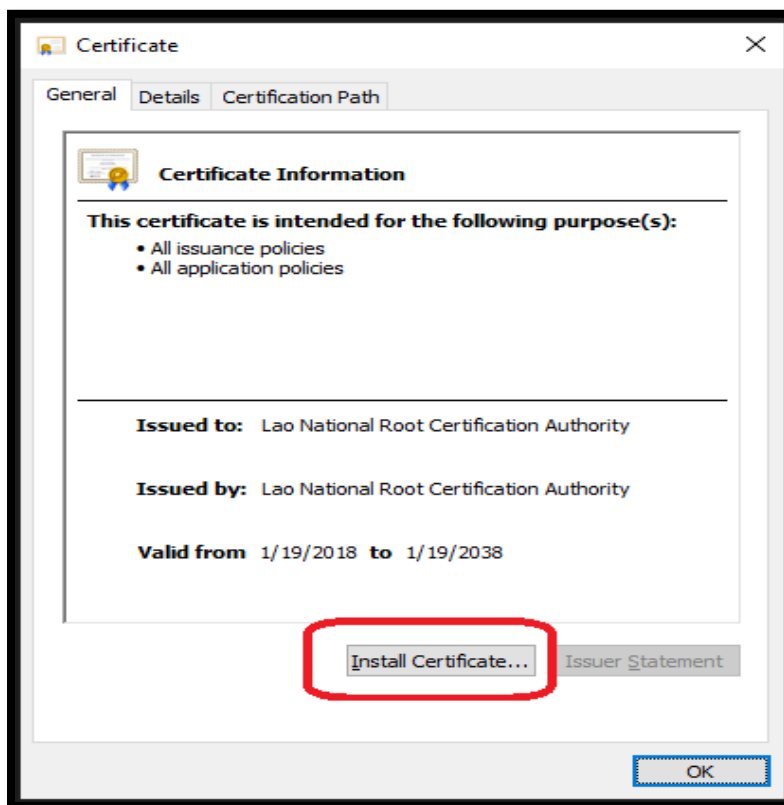 Certificate
General Details Certification Path
Certificate Information
This certificate is intended for the following purpose(s):
• All issuance policies
• All application policies
Issued to: Lao National Root Certification Authority
Issued by: Lao National Root Certification Authority
Valid from 1/19/2018 to 1/19/2038
Install Certificate... Issuer Statement
OK